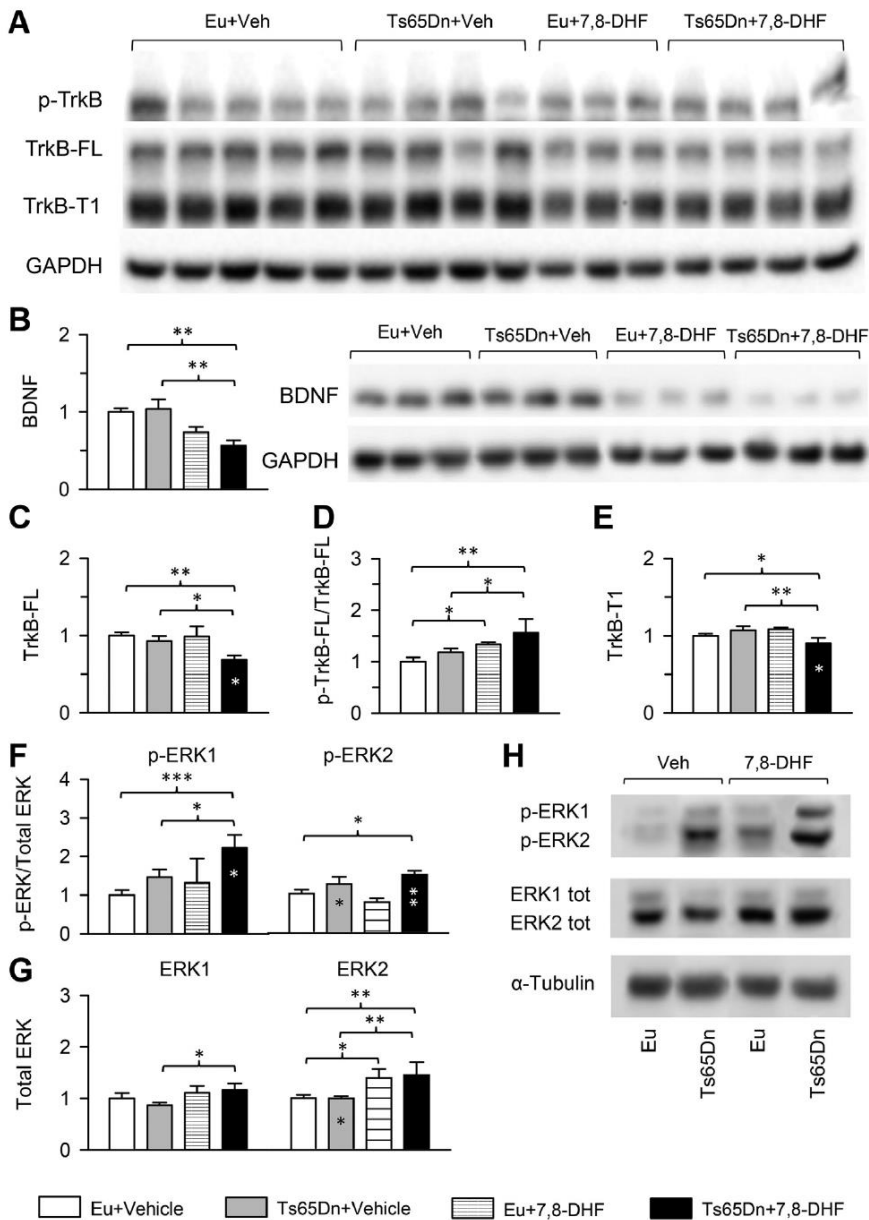 A
Eu+Veh Ts65Dn+Veh Eu+7,8-DHF Ts65Dn+7,8-DHF
p-TrkB
TrkB-FL
TrkB-T1
GAPDH
B
2
1
0
BDNF
**
**
Eu+Veh Ts65Dn+Veh Eu+7,8-DHF Ts65Dn+7,8-DHF
BDNF
GAPDH
C
2
1
0
TrkB-FL
**
*
*
D
3
2
1
0
p-TrkB-FL/TrkB-FL
**
*
*
E
2
1
0
TrkB-T1
*
**
*
F
p-ERK1 p-ERK2
4
3
2
1
0
p-ERK/Total ERK
***
*
*
*
*
**
G
ERK1 ERK2
3
2
1
0
Total ERK
*
**
**
*
*
H
Veh 7,8-DHF
p-ERK1
p-ERK2
ERK1 tot
ERK2 tot
α-Tubulin
Eu Ts65Dn Eu Ts65Dn
Eu+Vehicle Ts65Dn+Vehicle Eu+7,8-DHF Ts65Dn+7,8-DHF